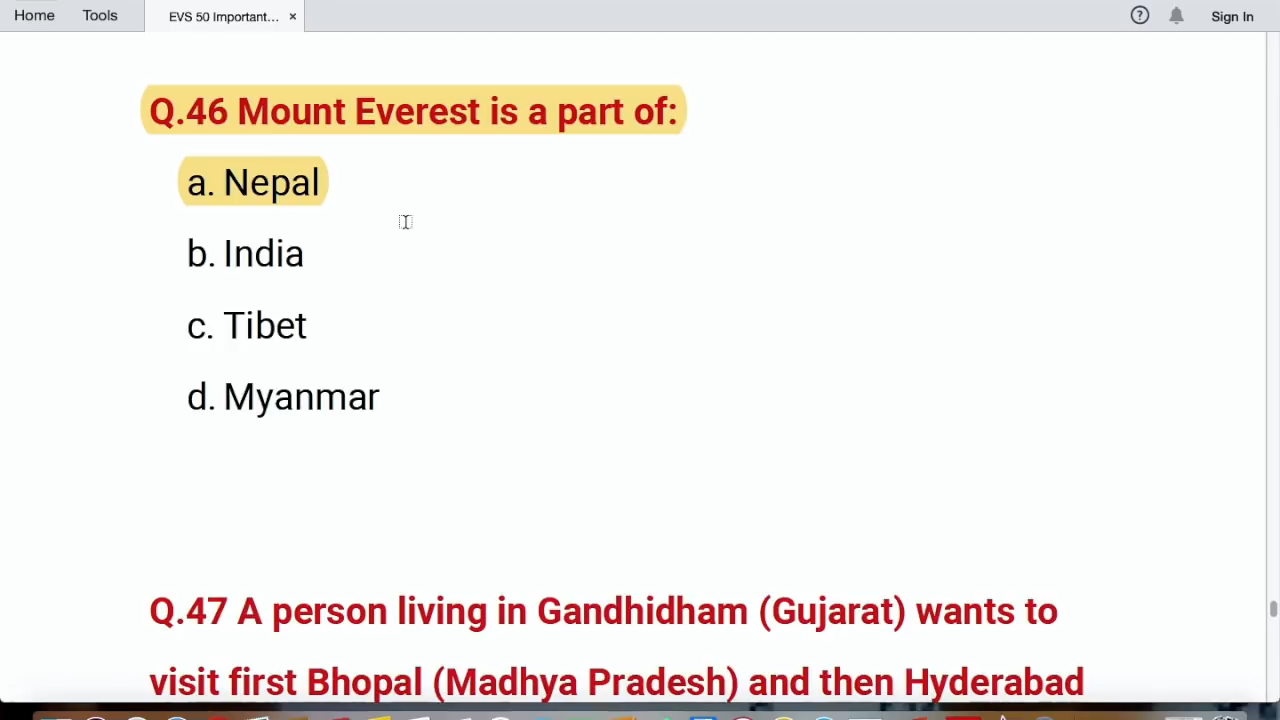 Home Tools EVS 50 Important... × ? Sign In
Q.46 Mount Everest is a part of:
a. Nepal
b. India
c. Tibet
d. Myanmar
Q.47 A person living in Gandhidham (Gujarat) wants to
visit first Bhopal (Madhya Pradesh) and then Hyderabad